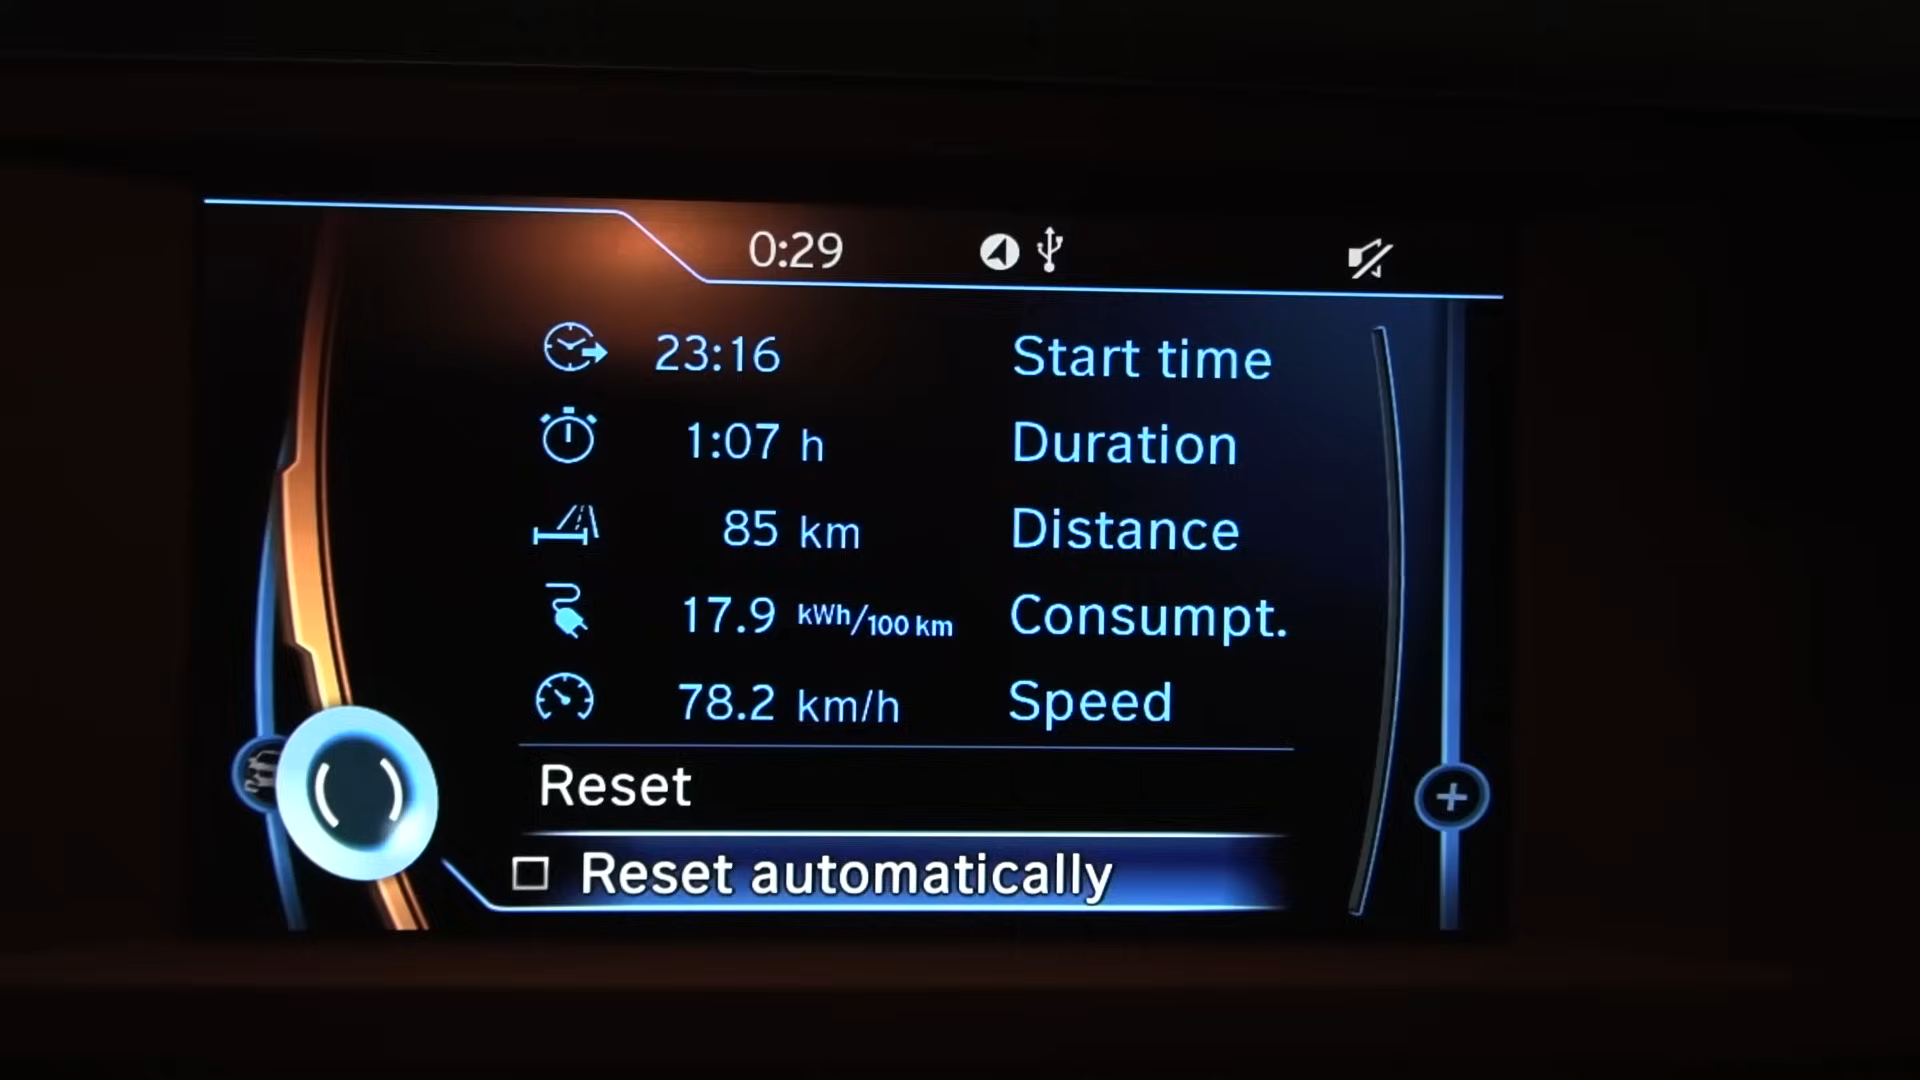 0:29
23:16 Start time
1:07 h Duration
85 km Distance
17.9 kWh/100 km Consumpt.
78.2 km/h Speed
Reset
Reset automatically